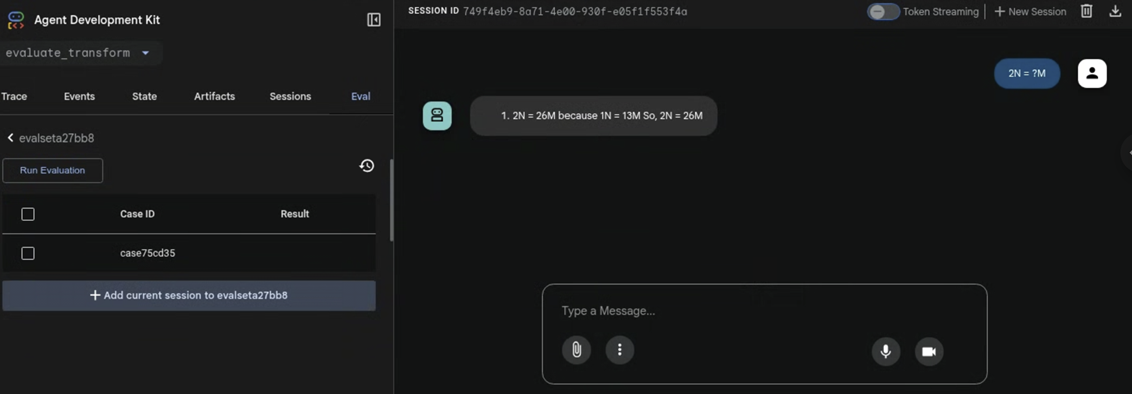 Agent Development Kit
evaluate_transform
Trace Events State Artifacts Sessions Eval
evalseta27bb8
Run Evaluation
Case ID Result
case75cd35
+ Add current session to evalseta27bb8
SESSION ID 749f4eb9-8a71-4e00-930f-e05f1f553f4a
Token Streaming
+ New Session
2N = ?M
1. 2N = 26M because 1N = 13M So, 2N = 26M
Type a Message...